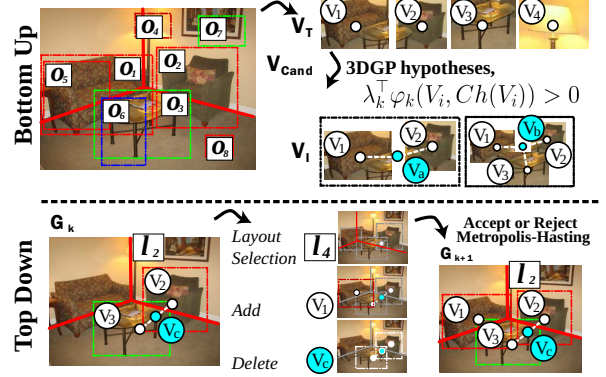 Bottom Up
O4
O7
O1
O2
O5
O6
O3
O8
VT
V1
V2
V3
V4
VCand
3DGP hypotheses,
λk⊤φk(Vi, Ch(Vi)) > 0
VI
V1
V2
Va
V1
Vb
V2
V3
Top Down
Gk
l2
V2
V3
Vc
Layout
Selection
l4
Add
V1
Delete
Vc
Accept or Reject
Metropolis-Hasting
Gk+1
l2
V1
V2
V3
Vc